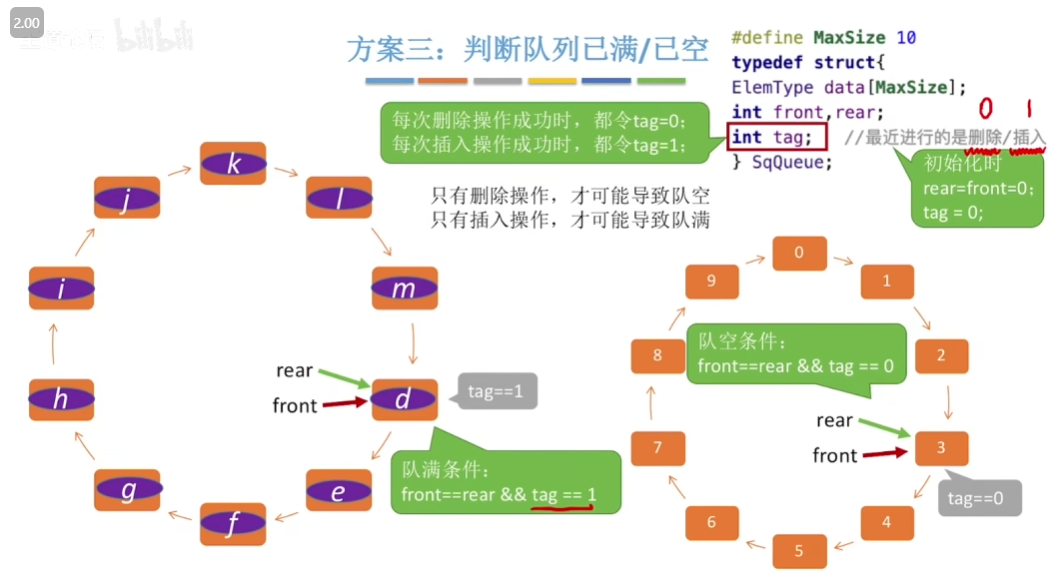 2.00
bilibili
方案三：判断队列已满/已空
#define MaxSize 10
typedef struct{
ElemType data[MaxSize];
int front,rear;
int tag; //最近进行的是删除/插入
} SqQueue;
0 1
每次删除操作成功时，都令tag=0；
每次插入操作成功时，都令tag=1；
初始化时
rear=front=0；
tag = 0;
只有删除操作，才可能导致队空
只有插入操作，才可能导致队满
k
j
l
i
m
rear
front
d
tag==1
h
g
e
f
队满条件：
front==rear && tag == 1
0
9
1
队空条件：
front==rear && tag == 0
8
2
rear
front
7
3
tag==0
6
4
5